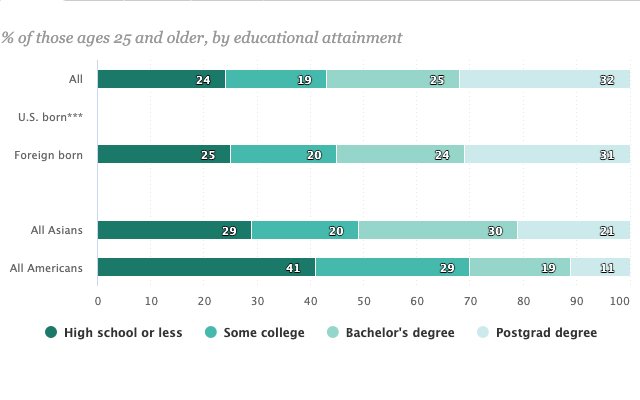 % of those ages 25 and older, by educational attainment
All 24 19 25 32
U.S. born***
Foreign born 25 20 24 31
All Asians 29 20 30 21
All Americans 41 29 19 11
0 10 20 30 40 50 60 70 80 90 100
High school or less Some college Bachelor's degree Postgrad degree